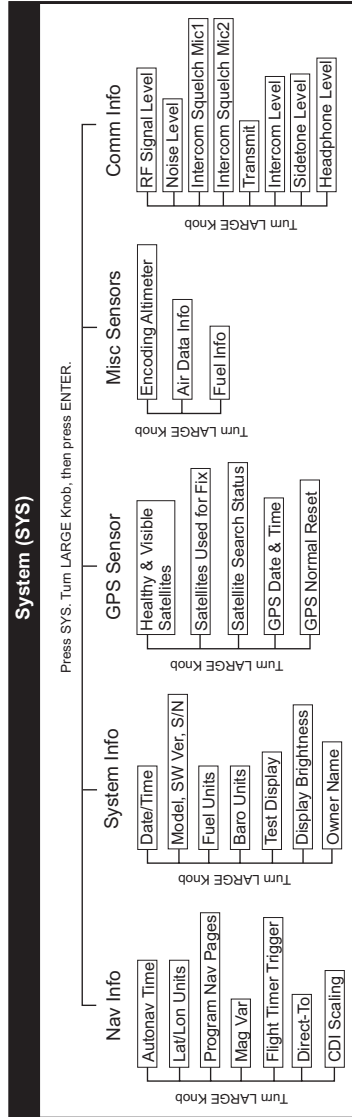 System (SYS)
Press SYS. Turn LARGE Knob, then press ENTER.
Nav Info
Autonav Time
Lat/Lon Units
Program Nav Pages
Mag Var
Flight Timer Trigger
Direct-To
CDI Scaling
Turn LARGE Knob
System Info
Date/Time
Model, SW Ver, S/N
Fuel Units
Baro Units
Test Display
Display Brightness
Owner Name
Turn LARGE Knob
GPS Sensor
Healthy & Visible
Satellites
Satellites Used for Fix
Satellite Search Status
GPS Date & Time
GPS Normal Reset
Turn LARGE Knob
Misc Sensors
Encoding Altimeter
Air Data Info
Fuel Info
Turn LARGE Knob
Comm Info
RF Signal Level
Noise Level
Intercom Squelch Mic1
Intercom Squelch Mic2
Transmit
Intercom Level
Sidetone Level
Headphone Level
Turn LARGE Knob